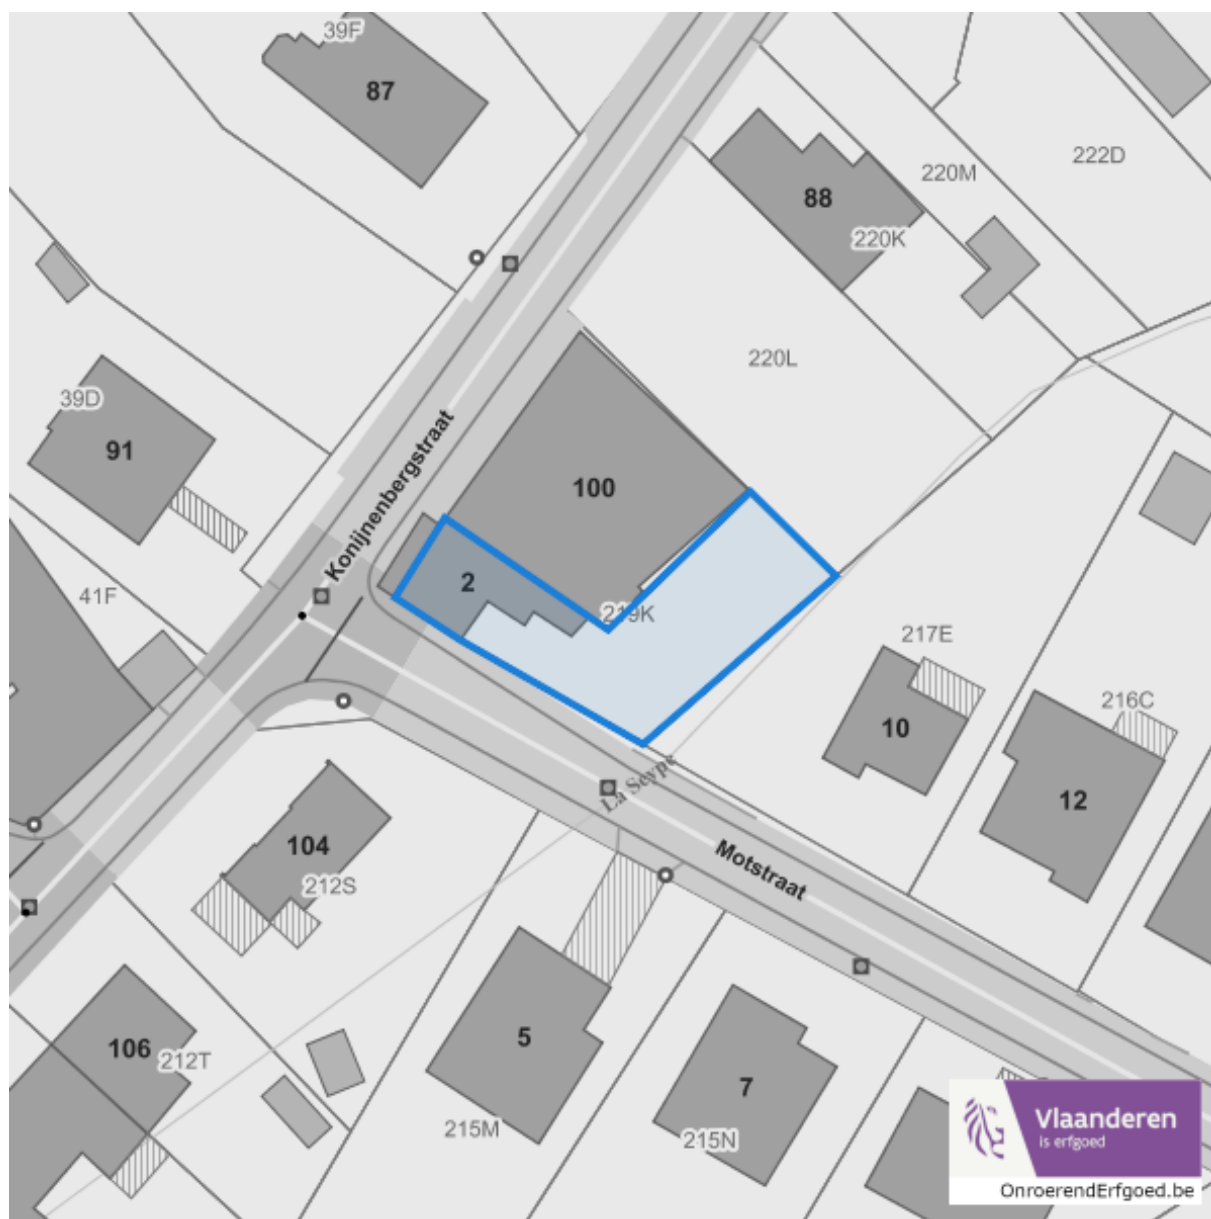 39F
87
88
220M
222D
220K
220L
39D
91
Konijnenbergstraat
100
2
219K
41F
217E
10
216C
12
La Seype
Motstraat
104
212S
5
106
212T
7
215M
215N
Vlaanderen
is erfgoed
OnroerendErfgoed.be